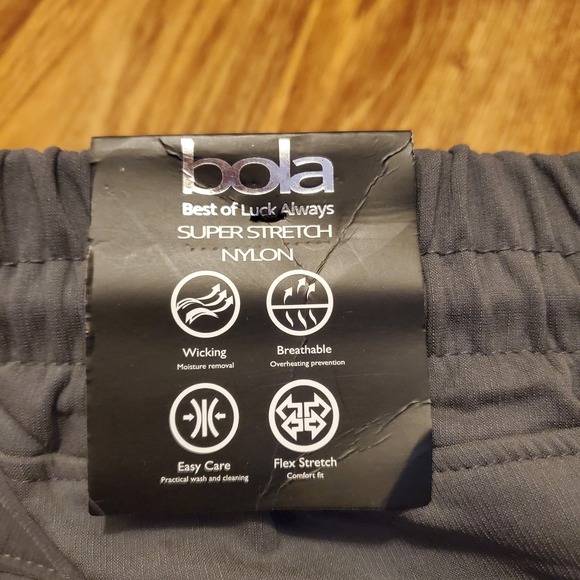 bola
Best of Luck Always
SUPER STRETCH
NYLON
Wicking
Moisture removal
Breathable
Overheating prevention
Easy Care
Practical wash and cleaning
Flex Stretch
Comfort fit